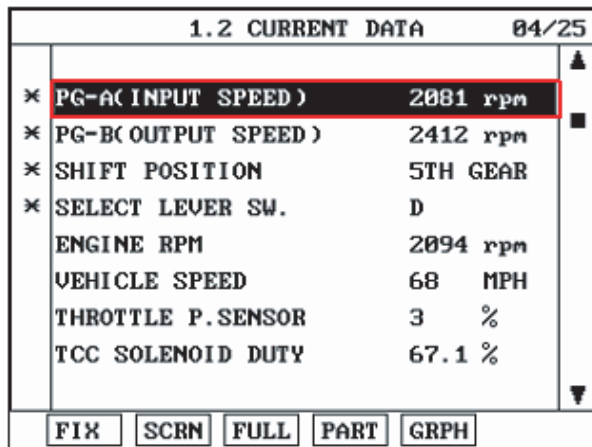 1.2 CURRENT DATA 04/25
* PG-A(INPUT SPEED) 2081 rpm
* PG-B(OUTPUT SPEED) 2412 rpm
* SHIFT POSITION 5TH GEAR
* SELECT LEVER SW. D
ENGINE RPM 2094 rpm
VEHICLE SPEED 68 MPH
THROTTLE P.SENSOR 3 %
TCC SOLENOID DUTY 67.1 %
FIX SCRN FULL PART GRPH